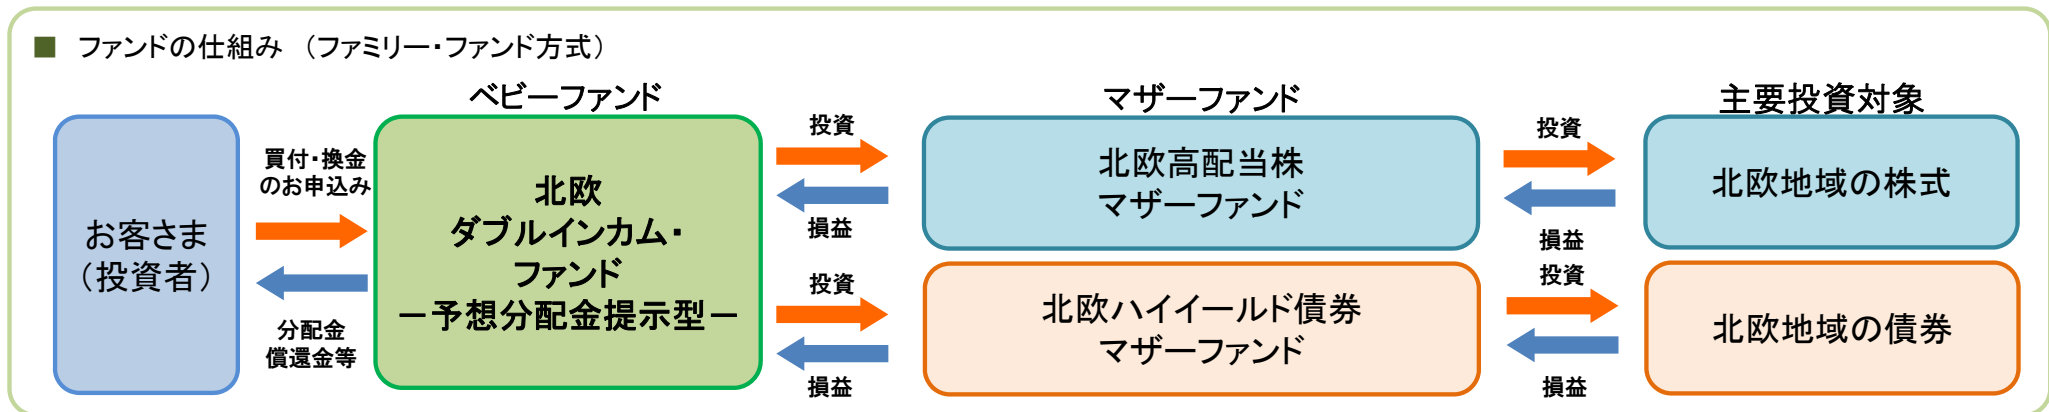 ■ ファンドの仕組み （ファミリー・ファンド方式）
ベビーファンド
マザーファンド
主要投資対象
お客さま
（投資者）
買付・換金
のお申込み
分配金
償還金等
北欧
ダブルインカム・
ファンド
－予想分配金提示型－
投資
損益
投資
損益
北欧高配当株
マザーファンド
北欧ハイイールド債券
マザーファンド
投資
損益
投資
損益
北欧地域の株式
北欧地域の債券